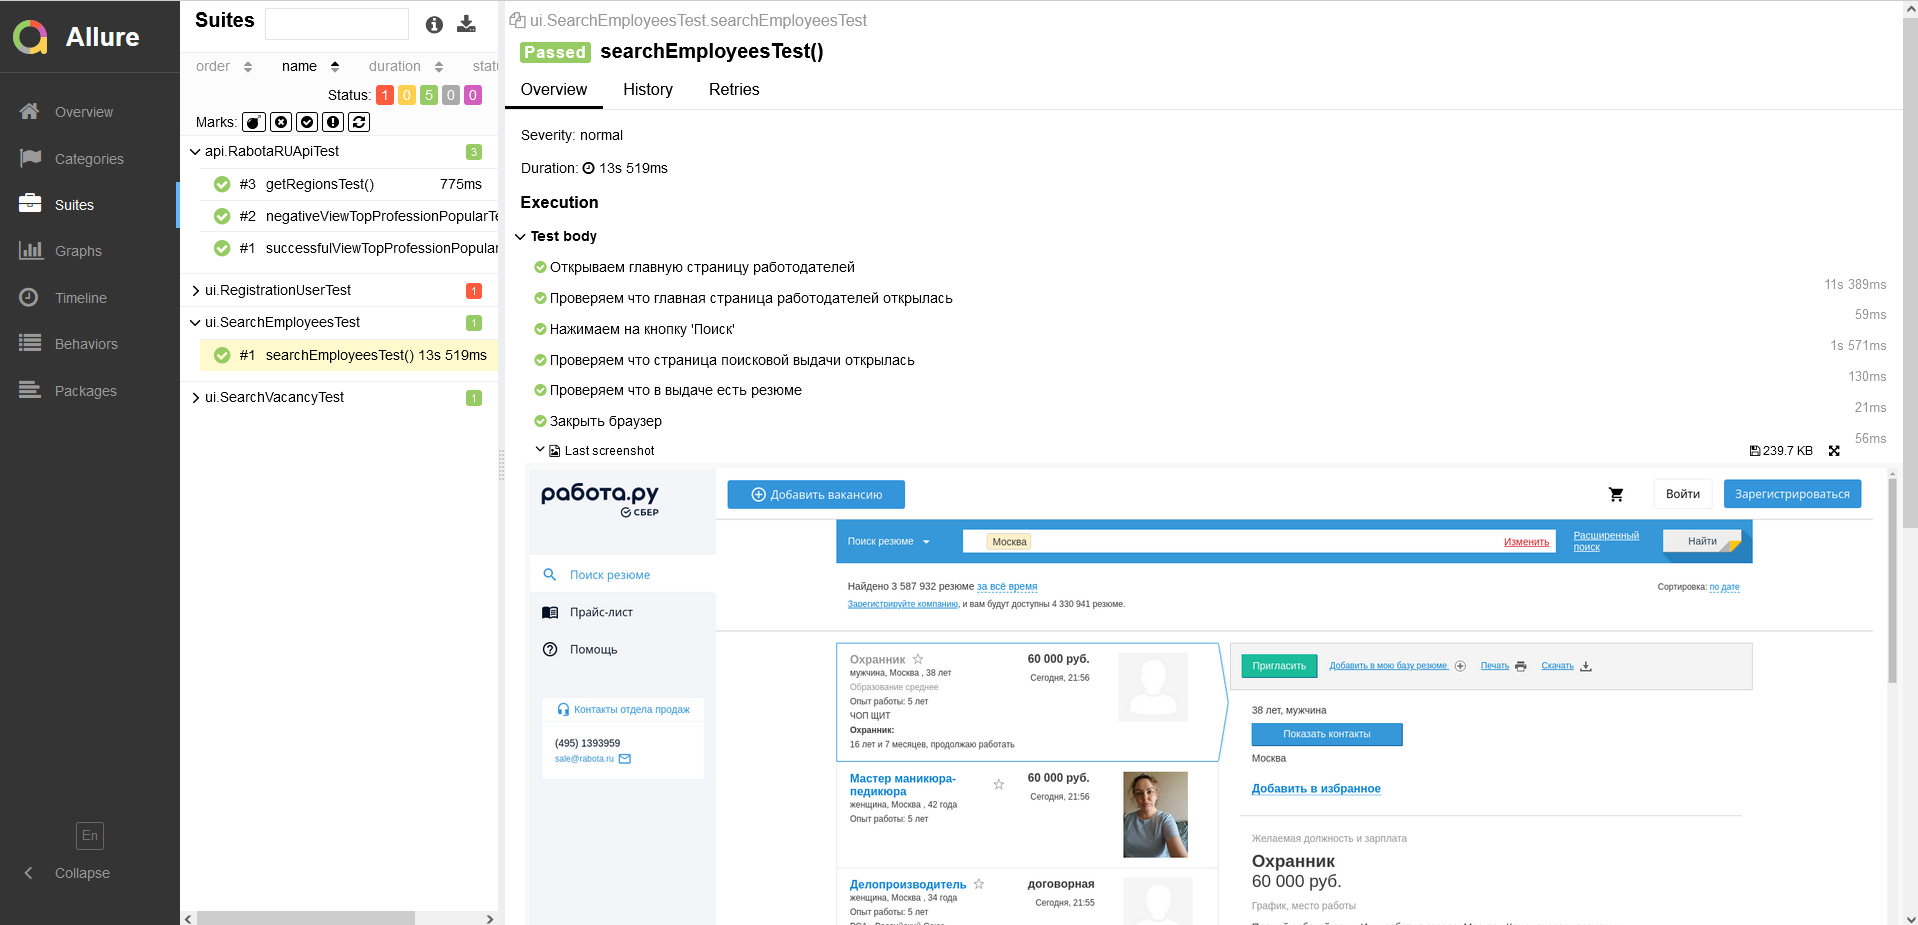 Allure
Overview
Categories
Suites
Graphs
Timeline
Behaviors
Packages
En
Collapse
Suites
order name duration
Status: 1 0 5 0 0
Marks:
api.RabotaRUApiTest 3
#3 getRegionsTest() 775ms
#2 negativeViewTopProfessionPopularTe
#1 successfulViewTopProfessionPopular
ui.RegistrationUserTest 1
ui.SearchEmployeesTest 1
#1 searchEmployeesTest() 13s 519ms
ui.SearchVacancyTest 1
ui.SearchEmployeesTest.searchEmployeesTest
Passed searchEmployeesTest()
Overview History Retries
Severity: normal
Duration: 13s 519ms
Execution
Test body
Открываем главную страницу работодателей
11s 389ms
Проверяем что главная страница работодателей открылась
59ms
Нажимаем на кнопку 'Поиск'
1s 571ms
Проверяем что страница поисковой выдачи открылась
130ms
Проверяем что в выдаче есть резюме
21ms
Закрыть браузер
56ms
Last screenshot 239.7 KB
работа.ру
СБЕР
Добавить вакансию Войти Зарегистрироваться
Поиск резюме
Прайс-лист
Помощь
Контакты отдела продаж
(495) 1393959
sale@rabota.ru
Поиск резюме Москва Изменить Расширенный поиск Найти
Найдено 3 587 932 резюме за всё время Сортировка: по дате
Зарегистрируйте компанию, и вам будут доступны 4 330 941 резюме.
Охранник 60 000 руб.
мужчина, Москва , 38 лет Сегодня, 21:56
Образование среднее
Опыт работы: 5 лет
ЧОП ЩИТ
Охранник:
16 лет и 7 месяцев, продолжаю работать
Мастер маникюра- 60 000 руб.
педикюра Сегодня, 21:56
женщина, Москва , 42 года
Опыт работы: 5 лет
Делопроизводитель договорная
женщина, Москва , 34 года Сегодня, 21:55
Опыт работы: 5 лет
Пригласить Добавить в мою базу резюме Печать Скачать
38 лет, мужчина
Показать контакты
Москва
Добавить в избранное
Желаемая должность и зарплата
Охранник
60 000 руб.
График, место работы